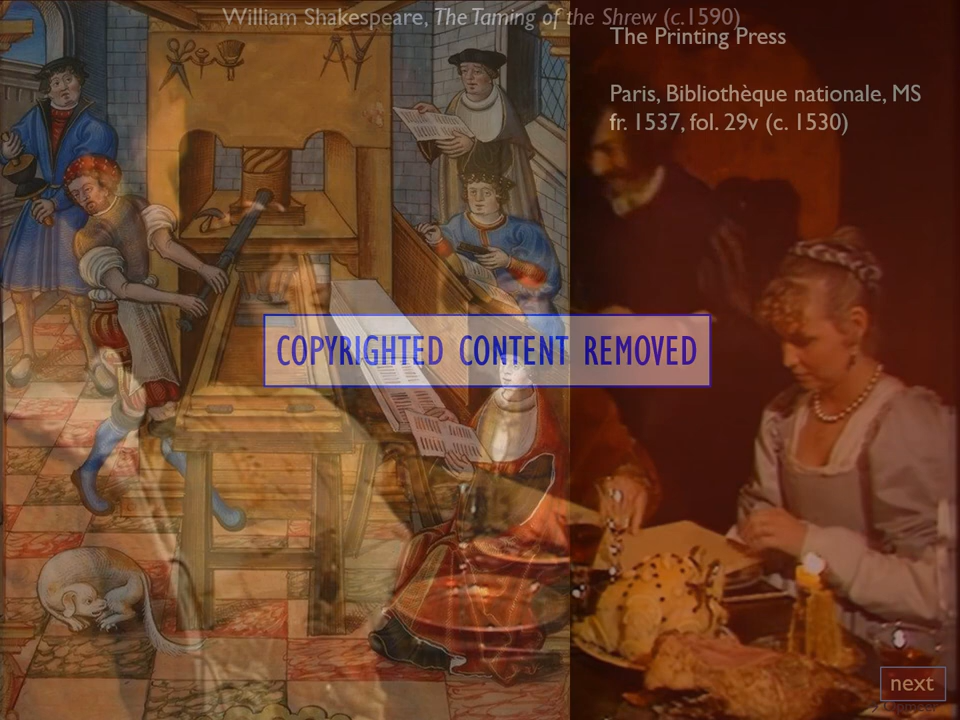 William Shakespeare, The Taming of the Shrew (c.1590)
The Printing Press
Paris, Bibliothèque nationale, MS
fr. 1537, fol. 29v (c. 1530)
COPYRIGHTED CONTENT REMOVED
next